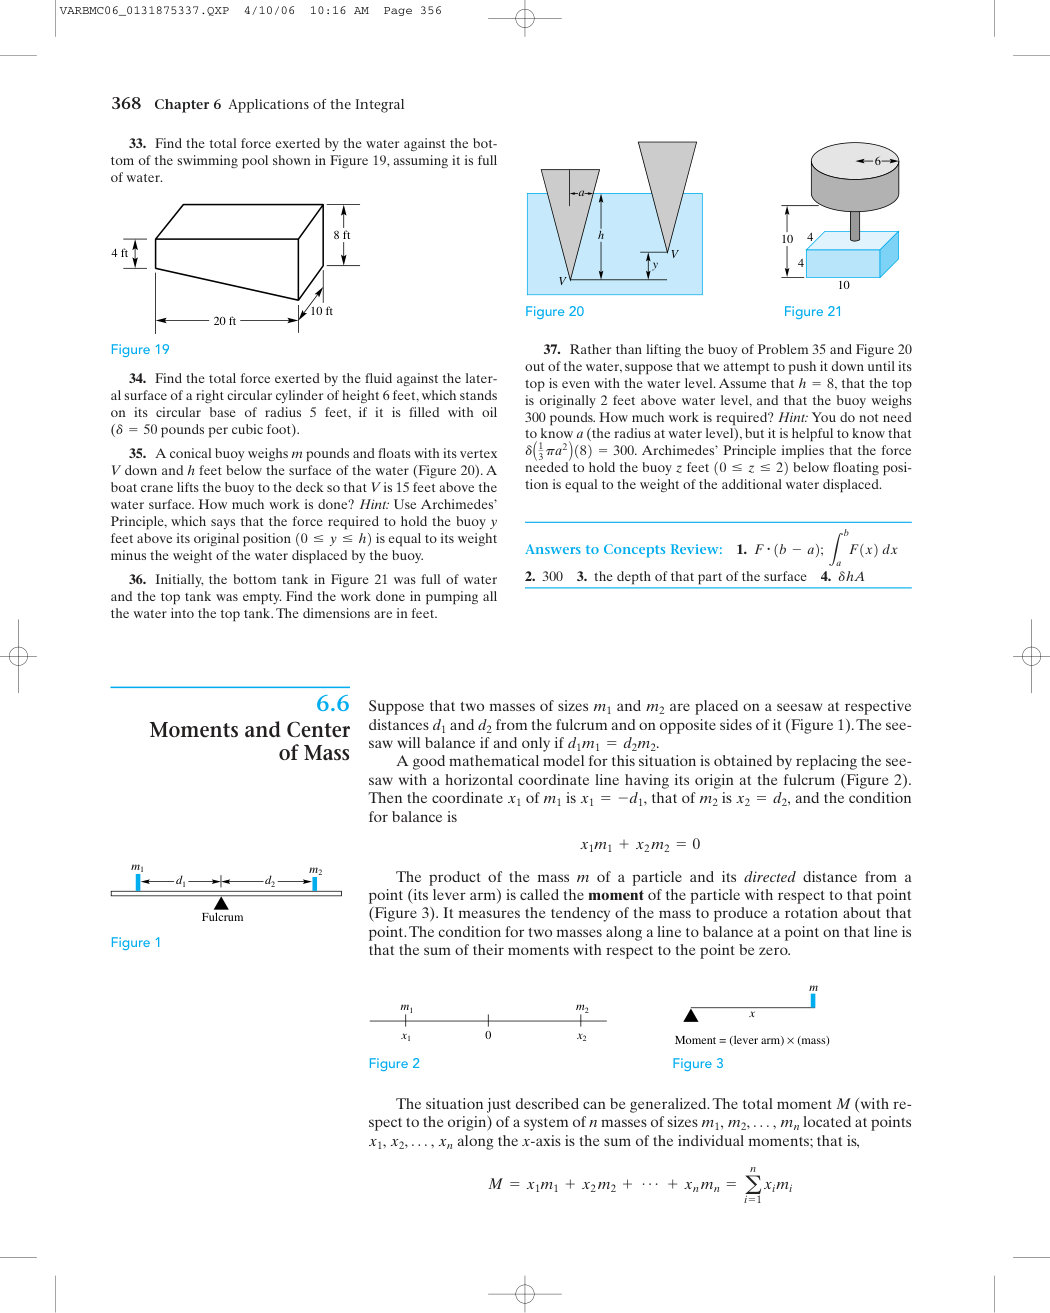 VARBMC06_0131875337.QXP 4/10/06 10:16 AM Page 356
368 Chapter 6 Applications of the Integral
33. Find the total force exerted by the water against the bot-
tom of the swimming pool shown in Figure 19, assuming it is full
of water.
4 ft
8 ft
10 ft
20 ft
Figure 19
34. Find the total force exerted by the fluid against the later-
al surface of a right circular cylinder of height 6 feet, which stands
on its circular base of radius 5 feet, if it is filled with oil
(δ = 50 pounds per cubic foot).
35. A conical buoy weighs m pounds and floats with its vertex
V down and h feet below the surface of the water (Figure 20). A
boat crane lifts the buoy to the deck so that V is 15 feet above the
water surface. How much work is done? Hint: Use Archimedes'
Principle, which says that the force required to hold the buoy y
feet above its original position (0 ≤ y ≤ h) is equal to its weight
minus the weight of the water displaced by the buoy.
36. Initially, the bottom tank in Figure 21 was full of water
and the top tank was empty. Find the work done in pumping all
the water into the top tank. The dimensions are in feet.
a
h
V
y
V
Figure 20
6
10
4
4
10
Figure 21
37. Rather than lifting the buoy of Problem 35 and Figure 20
out of the water, suppose that we attempt to push it down until its
top is even with the water level. Assume that h = 8, that the top
is originally 2 feet above water level, and that the buoy weighs
300 pounds. How much work is required? Hint: You do not need
to know a (the radius at water level), but it is helpful to know that
δ(1/3 πa²)(8) = 300. Archimedes' Principle implies that the force
needed to hold the buoy z feet (0 ≤ z ≤ 2) below floating posi-
tion is equal to the weight of the additional water displaced.
Answers to Concepts Review: 1. F · (b − a); ∫ₐᵇ F(x) dx
2. 300 3. the depth of that part of the surface 4. δhA
6.6
Moments and Center
of Mass
Suppose that two masses of sizes m₁ and m₂ are placed on a seesaw at respective
distances d₁ and d₂ from the fulcrum and on opposite sides of it (Figure 1). The see-
saw will balance if and only if d₁m₁ = d₂m₂.
A good mathematical model for this situation is obtained by replacing the see-
saw with a horizontal coordinate line having its origin at the fulcrum (Figure 2).
Then the coordinate x₁ of m₁ is x₁ = −d₁, that of m₂ is x₂ = d₂, and the condition
for balance is
x₁m₁ + x₂m₂ = 0
m₁
d₁
d₂
m₂
Fulcrum
Figure 1
The product of the mass m of a particle and its directed distance from a
point (its lever arm) is called the moment of the particle with respect to that point
(Figure 3). It measures the tendency of the mass to produce a rotation about that
point. The condition for two masses along a line to balance at a point on that line is
that the sum of their moments with respect to the point be zero.
m₁ m₂
x₁ 0 x₂
Figure 2
m
x
Moment = (lever arm) × (mass)
Figure 3
The situation just described can be generalized. The total moment M (with re-
spect to the origin) of a system of n masses of sizes m₁, m₂, . . . , mₙ located at points
x₁, x₂, . . . , xₙ along the x-axis is the sum of the individual moments; that is,
M = x₁m₁ + x₂m₂ + ⋯ + xₙmₙ = ∑ᵢ₌₁ⁿ xᵢmᵢ